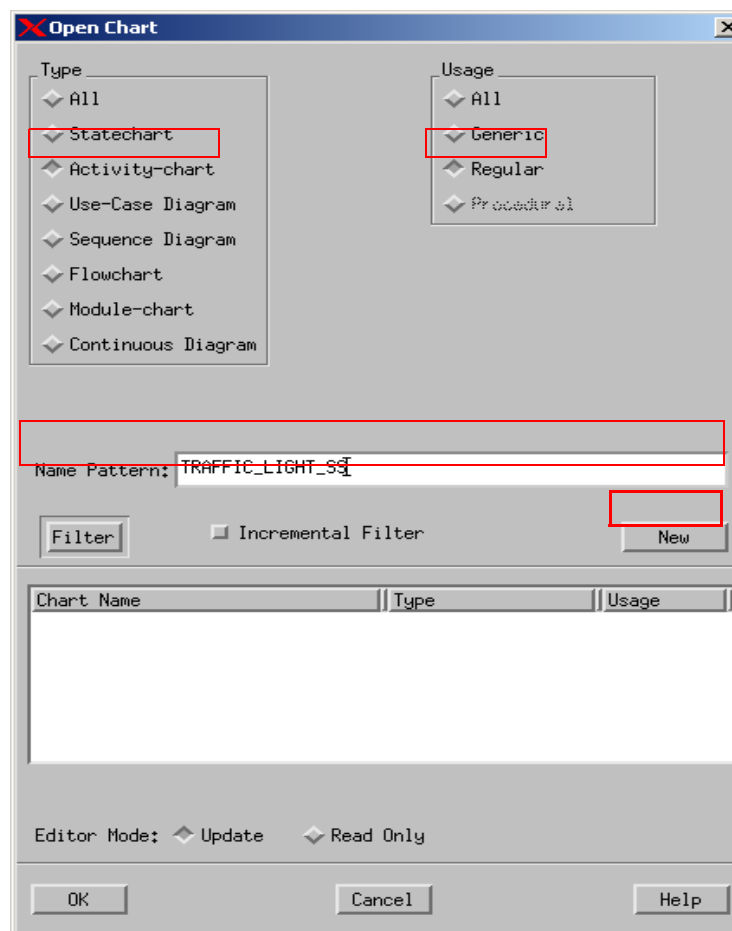 Open Chart
Type
All
Statechart
Activity-chart
Use-Case Diagram
Sequence Diagram
Flowchart
Module-chart
Continuous Diagram
Usage
All
Generic
Regular
Procedural
Name Pattern: TRAFFIC_LIGHT_SS
Filter Incremental Filter New
Chart Name Type Usage
Editor Mode: Update Read Only
OK Cancel Help